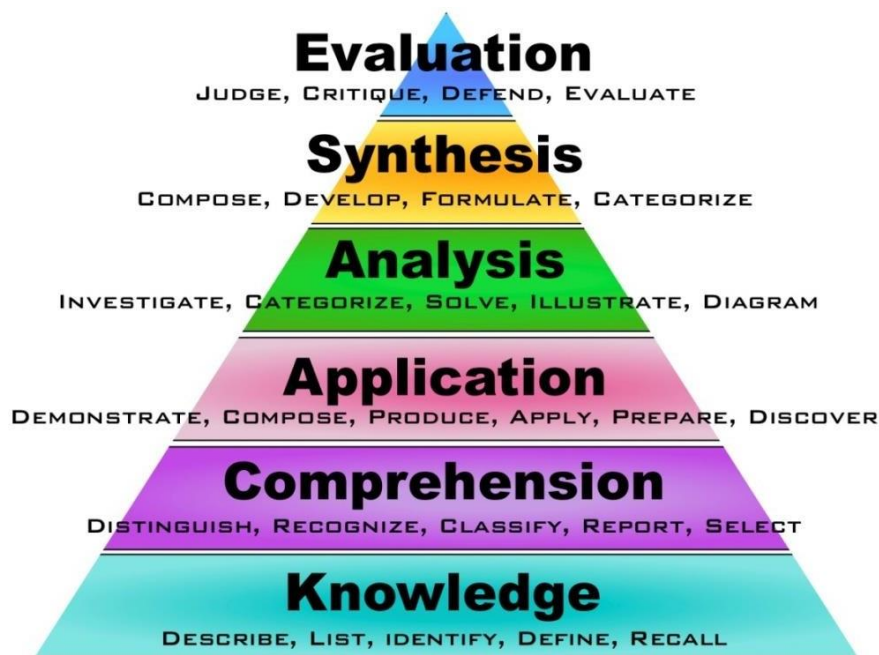 Evaluation
Judge, Critique, Defend, Evaluate
Synthesis
Compose, Develop, Formulate, Categorize
Analysis
Investigate, Categorize, Solve, Illustrate, Diagram
Application
Demonstrate, Compose, Produce, Apply, Prepare, Discover
Comprehension
Distinguish, Recognize, Classify, Report, Select
Knowledge
Describe, List, identify, Define, Recall